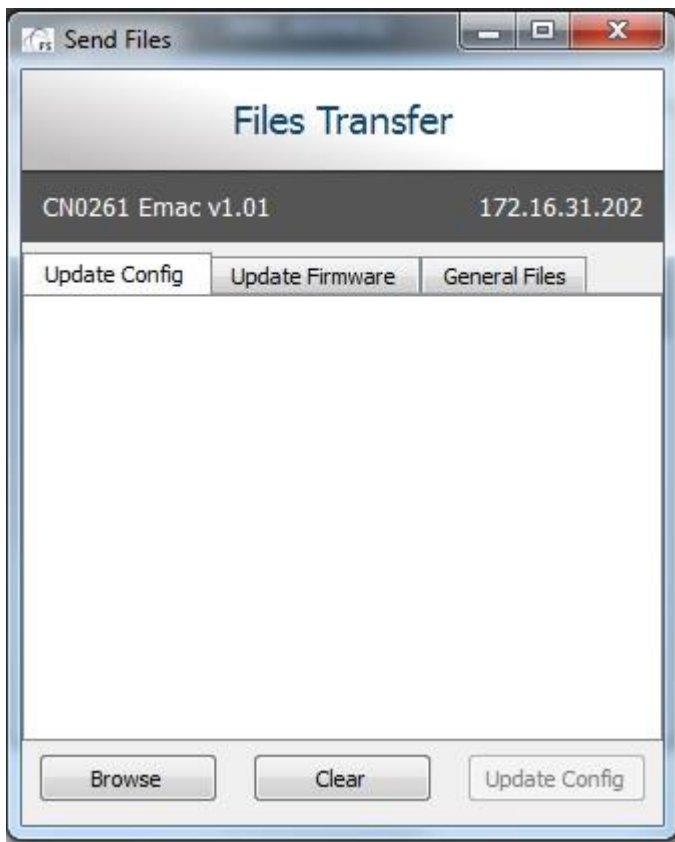 FS Send Files
Files Transfer
CN0261 Emac v1.01 172.16.31.202
Update Config Update Firmware General Files
Browse Clear Update Config